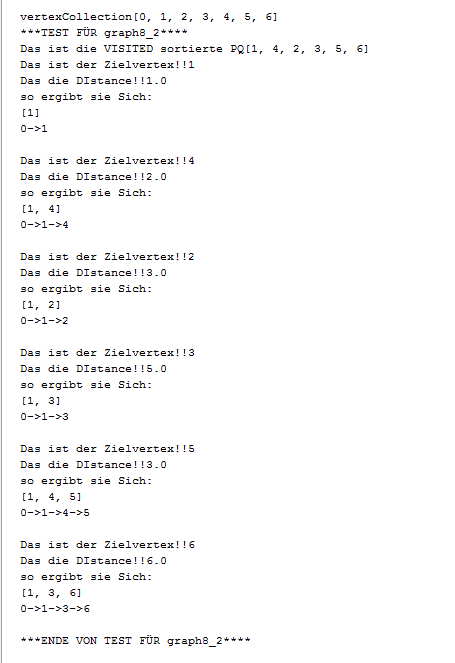 vertexCollection[0, 1, 2, 3, 4, 5, 6]
***TEST FÜR graph8_2****
Das ist die VISITED sortierte PQ[1, 4, 2, 3, 5, 6]
Das ist der Zielvertex!!1
Das die DIstance!!1.0
so ergibt sie Sich:
[1]
0->1
Das ist der Zielvertex!!4
Das die DIstance!!2.0
so ergibt sie Sich:
[1, 4]
0->1->4
Das ist der Zielvertex!!2
Das die DIstance!!3.0
so ergibt sie Sich:
[1, 2]
0->1->2
Das ist der Zielvertex!!3
Das die DIstance!!5.0
so ergibt sie Sich:
[1, 3]
0->1->3
Das ist der Zielvertex!!5
Das die DIstance!!3.0
so ergibt sie Sich:
[1, 4, 5]
0->1->4->5
Das ist der Zielvertex!!6
Das die DIstance!!6.0
so ergibt sie Sich:
[1, 3, 6]
0->1->3->6
***ENDE VON TEST FÜR graph8_2****